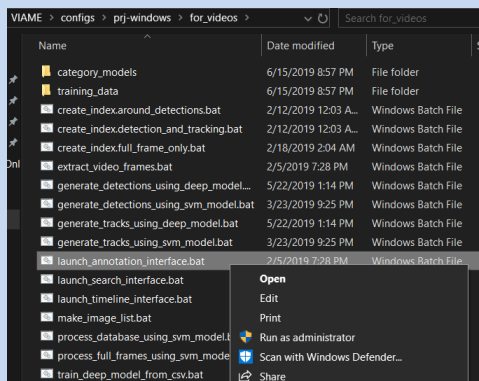 VIAME > configs > prj-windows > for_videos >
Search for_videos
Name Date modified Type
category_models 6/15/2019 8:57 PM File folder
training_data 6/15/2019 8:57 PM File folder
create_index.around_detections.bat 2/12/2019 12:03 A... Windows Batch File
create_index.detection_and_tracking.bat 2/12/2019 12:03 A... Windows Batch File
create_index.full_frame_only.bat 2/18/2019 2:04 AM Windows Batch File
extract_video_frames.bat 2/5/2019 7:28 PM Windows Batch File
generate_detections_using_deep_model.... 5/22/2019 1:14 PM Windows Batch File
generate_detections_using_svm_model.bat 3/23/2019 9:25 PM Windows Batch File
generate_tracks_using_deep_model.bat 5/22/2019 1:14 PM Windows Batch File
generate_tracks_using_svm_model.bat 3/23/2019 9:25 PM Windows Batch File
launch_annotation_interface.bat 2/5/2019 7:28 PM Windows Batch File
launch_search_interface.bat
launch_timeline_interface.bat
make_image_list.bat
process_database_using_svm_model.b
process_full_frames_using_svm_mode
train_deep_model_from_csv.bat
Open
Edit
Print
Run as administrator
Scan with Windows Defender...
Share